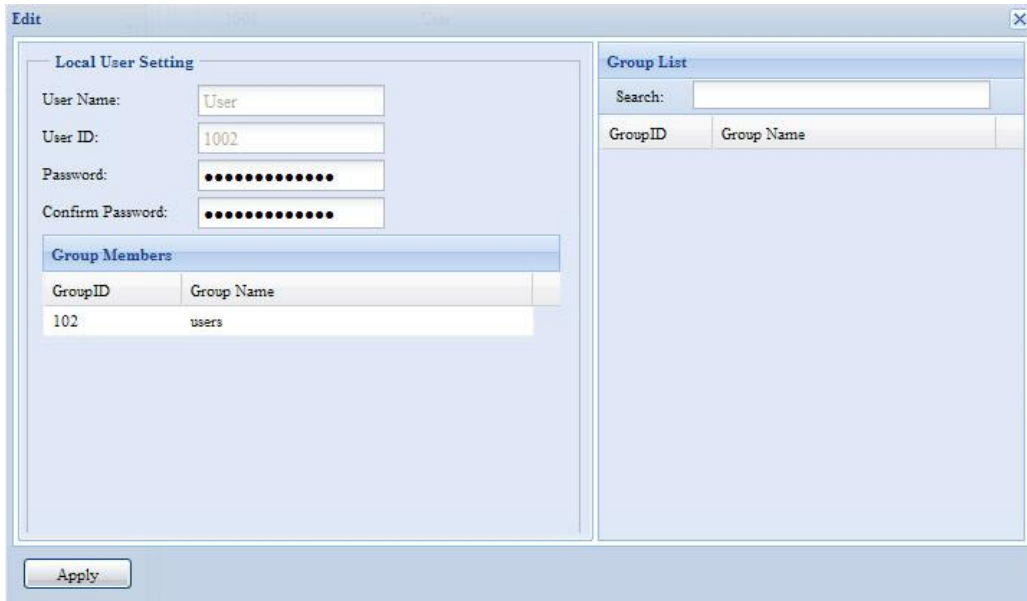 Edit
Local User Setting
User Name: User
User ID: 1002
Password: •••••••••••••
Confirm Password: •••••••••••••
Group Members
GroupID Group Name
102 users
Group List
Search:
GroupID Group Name
Apply